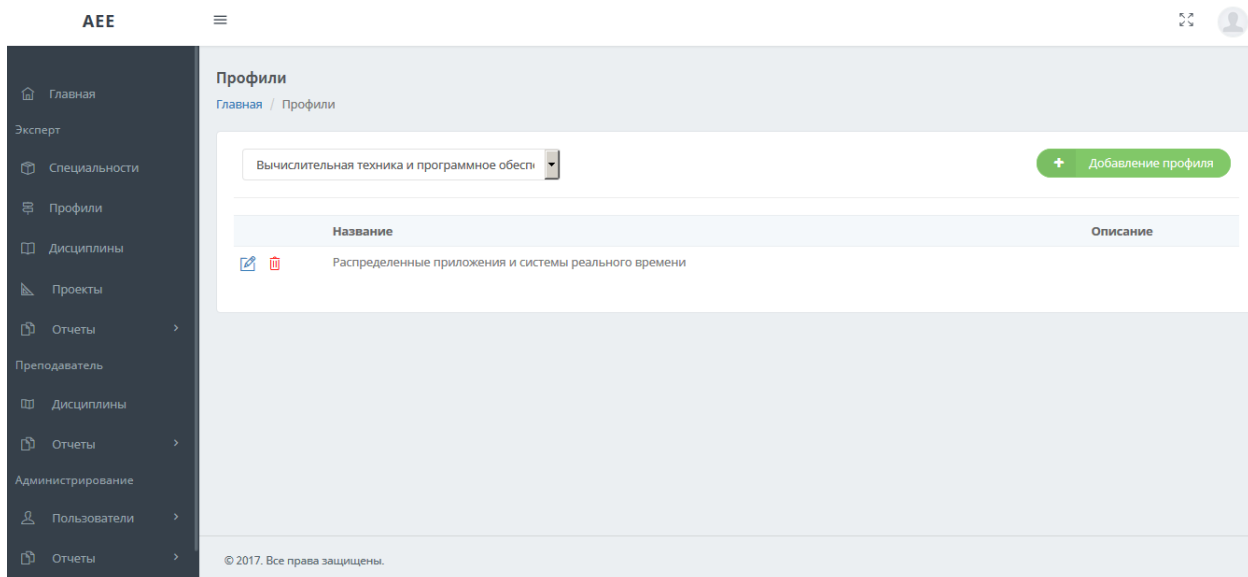 AEE
Главная
Эксперт
Специальности
Профили
Дисциплины
Проекты
Отчеты
Преподаватель
Дисциплины
Отчеты
Администрирование
Пользователи
Отчеты
Профили
Главная / Профили
Вычислительная техника и программное обесп
Добавление профиля
Название Описание
Распределенные приложения и системы реального времени
© 2017. Все права защищены.